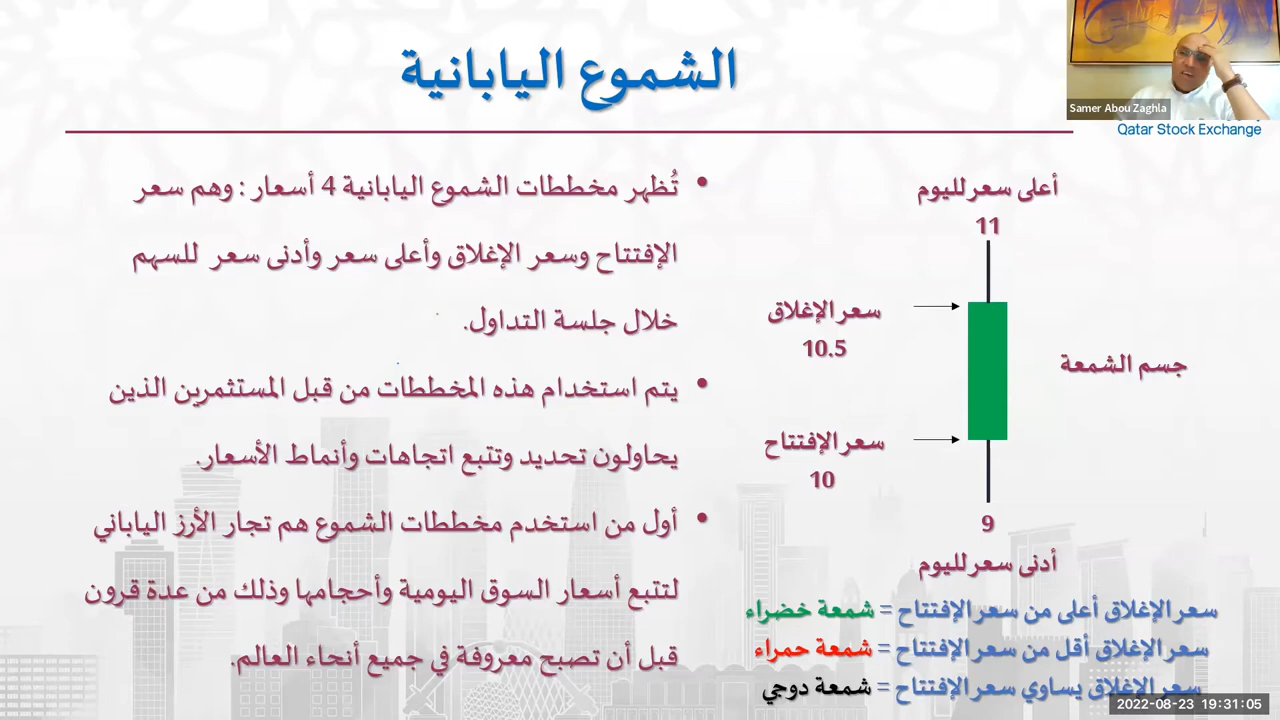 الشموع اليابانية
Samer Abou Zaghla
Qatar Stock Exchange
• تُظهر مخططات الشموع اليابانية 4 أسعار : وهم سعر
الإفتتاح وسعر الإغلاق وأعلى سعر وأدنى سعر للسهم
خلال جلسة التداول.
• يتم استخدام هذه المخططات من قبل المستثمرين الذين
يحاولون تحديد وتتبع اتجاهات وأنماط الأسعار.
• أول من استخدم مخططات الشموع هم تجار الأرز الياباني
لتتبع أسعار السوق اليومية وأحجامها وذلك من عدة قرون
قبل أن تصبح معروفة في جميع أنحاء العالم.
أعلى سعر لليوم
11
سعر الإغلاق
10.5
جسم الشمعة
سعر الإفتتاح
10
9
أدنى سعر لليوم
سعر الإغلاق أعلى من سعر الإفتتاح = شمعة خضراء
سعر الإغلاق أقل من سعر الإفتتاح = شمعة حمراء
سعر الإغلاق يساوي سعر الإفتتاح = شمعة دوجي
2022-08-23 19:31:05